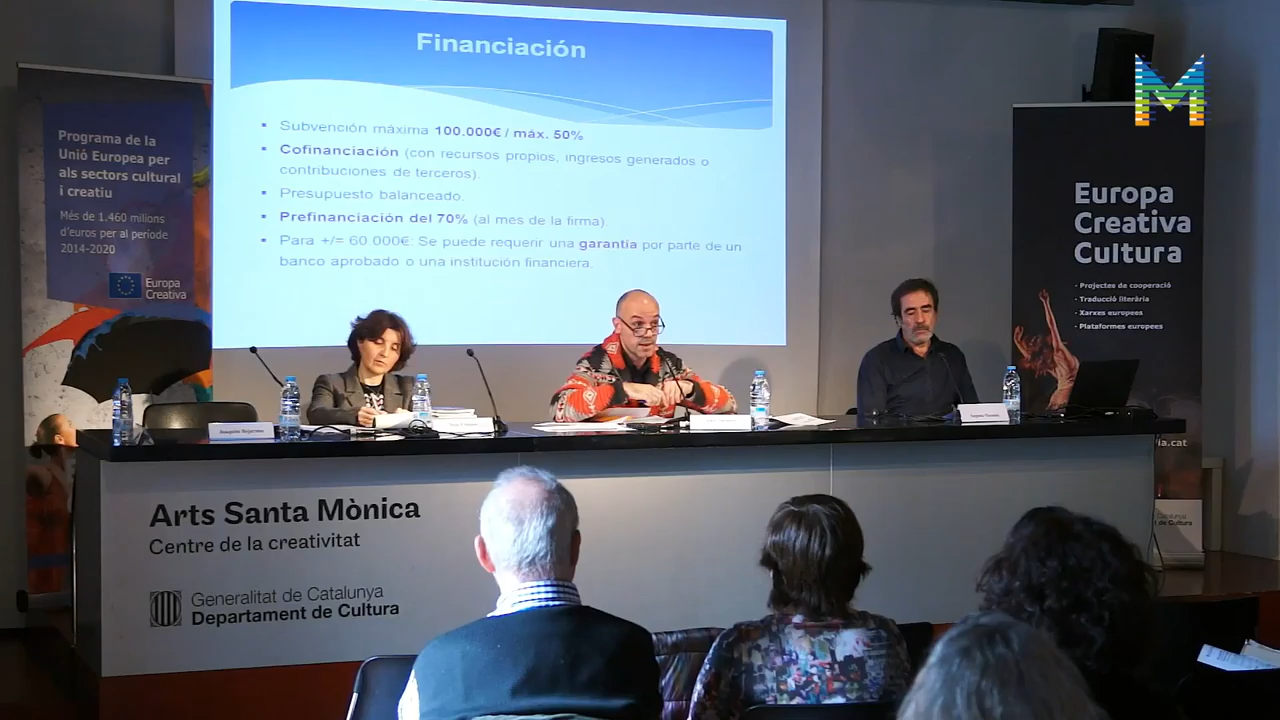 Financiación
Subvención máxima 100.000€ / máx. 50%
Cofinanciación (con recursos propios, ingresos generados o
contribuciones de terceros).
Presupuesto balanceado.
Prefinanciación del 70% (al mes de la firma).
Para +/= 60 000€: Se puede requerir una garantía por parte de un
banco aprobado o una institución financiera.
Programa de la
Unió Europea per
als sectors cultural
i creatiu
Més de 1.460 milions
d'euros per al període
2014-2020
Europa
Creativa
M
Europa
Creativa
Cultura
· Projectes de cooperació
· Traducció literària
· Xarxes europees
· Plataformes europees
Arts Santa Mònica
Centre de la creativitat
Generalitat de Catalunya
Departament de Cultura